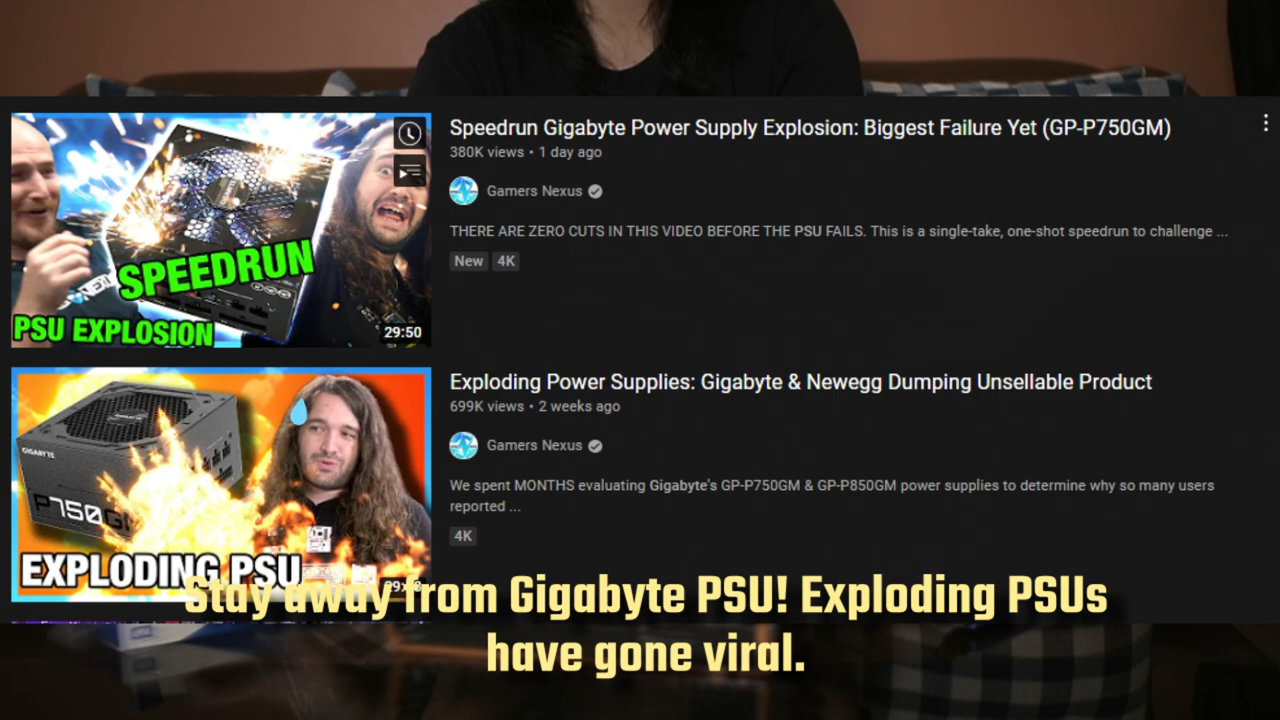 Speedrun Gigabyte Power Supply Explosion: Biggest Failure Yet (GP-P750GM)
380K views • 1 day ago
Gamers Nexus
THERE ARE ZERO CUTS IN THIS VIDEO BEFORE THE PSU FAILS. This is a single-take, one-shot speedrun to challenge ...
New 4K
SPEEDRUN
PSU EXPLOSION
29:50
Exploding Power Supplies: Gigabyte & Newegg Dumping Unsellable Product
699K views • 2 weeks ago
Gamers Nexus
We spent MONTHS evaluating Gigabyte's GP-P750GM & GP-P850GM power supplies to determine why so many users
reported ...
4K
GIGABYTE
P750G
EXPLODING PSU
Stay away from Gigabyte PSU! Exploding PSUs
have gone viral.